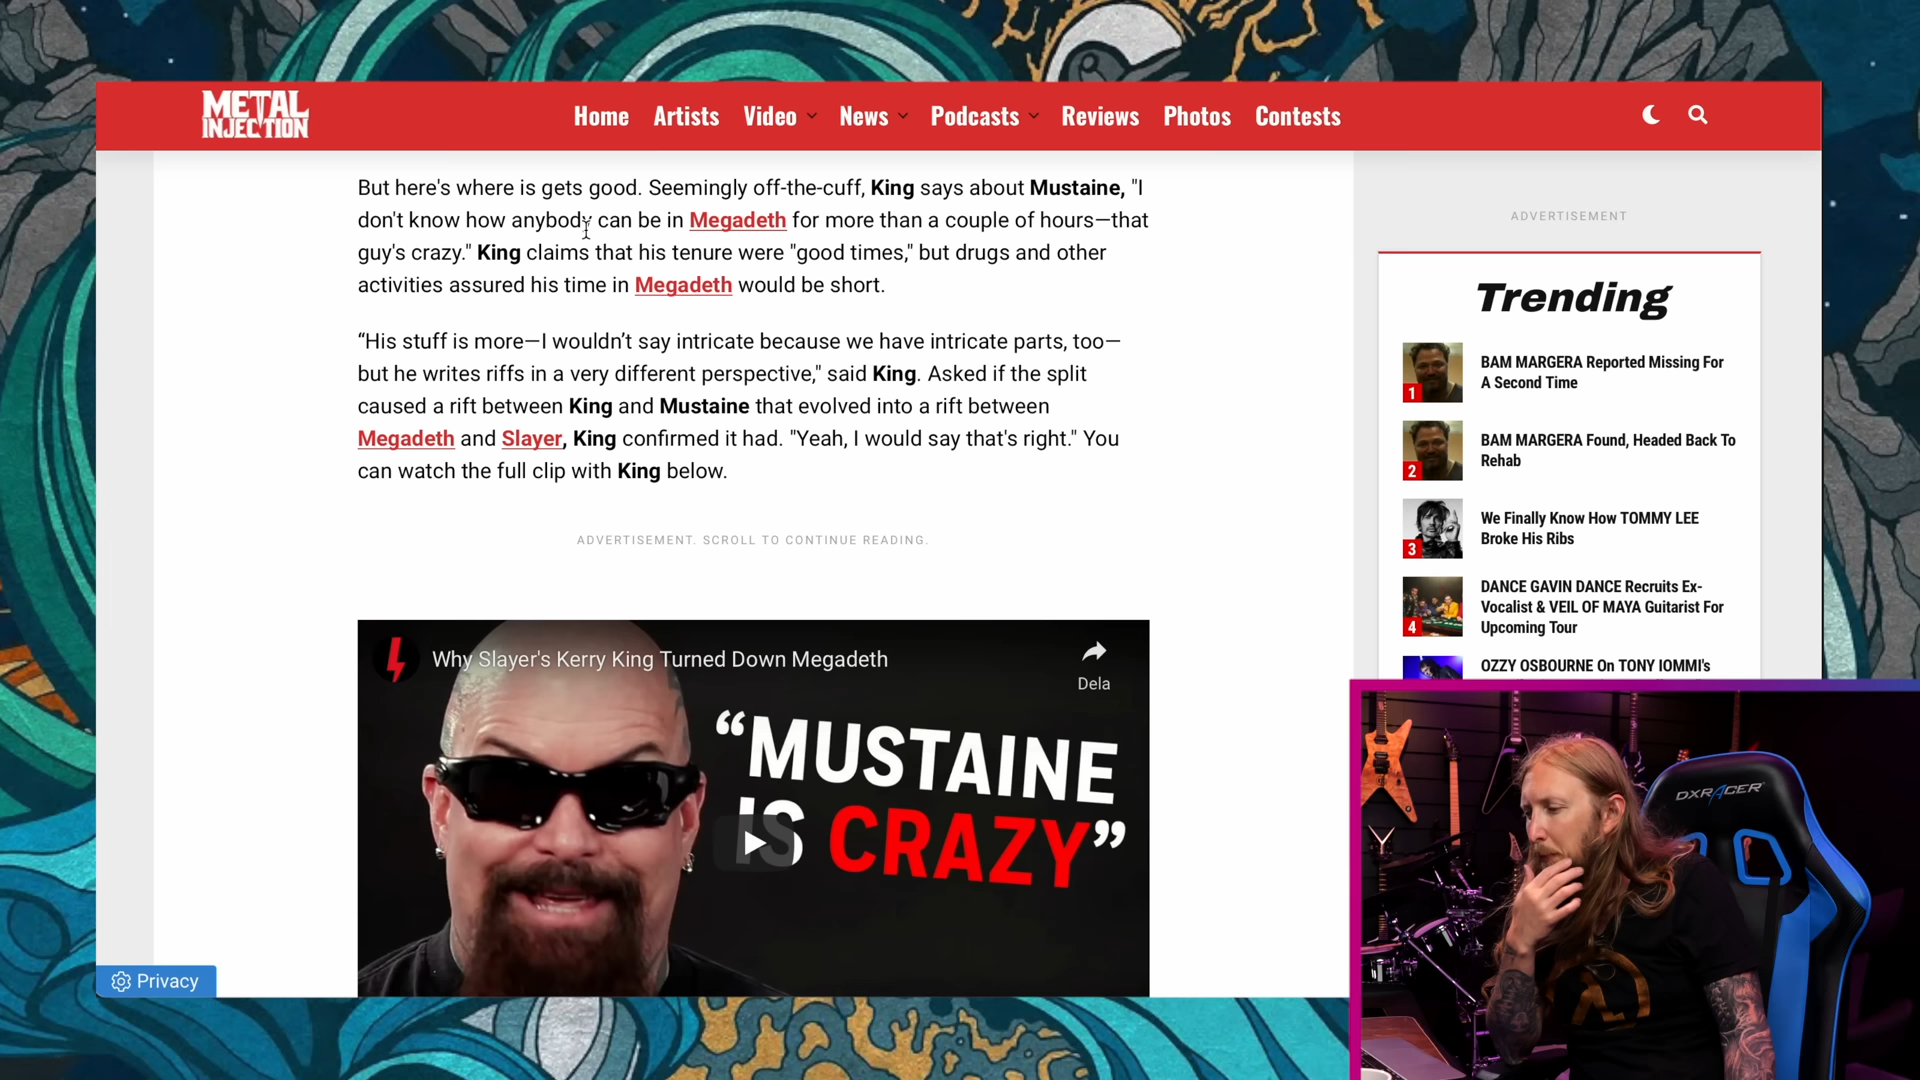 METAL
INJECTION
Home Artists Video News Podcasts Reviews Photos Contests
But here's where is gets good. Seemingly off-the-cuff, King says about Mustaine, "I
don't know how anybody can be in Megadeth for more than a couple of hours—that
guy's crazy." King claims that his tenure were "good times," but drugs and other
activities assured his time in Megadeth would be short.
“His stuff is more—I wouldn’t say intricate because we have intricate parts, too—
but he writes riffs in a very different perspective," said King. Asked if the split
caused a rift between King and Mustaine that evolved into a rift between
Megadeth and Slayer, King confirmed it had. "Yeah, I would say that's right." You
can watch the full clip with King below.
ADVERTISEMENT. SCROLL TO CONTINUE READING.
Why Slayer's Kerry King Turned Down Megadeth
Dela
“MUSTAINE
IS CRAZY”
Privacy
ADVERTISEMENT
Trending
1
BAM MARGERA Reported Missing For
A Second Time
2
BAM MARGERA Found, Headed Back To
Rehab
3
We Finally Know How TOMMY LEE
Broke His Ribs
4
DANCE GAVIN DANCE Recruits Ex-
Vocalist & VEIL OF MAYA Guitarist For
Upcoming Tour
OZZY OSBOURNE On TONY IOMMI's
DXRACER